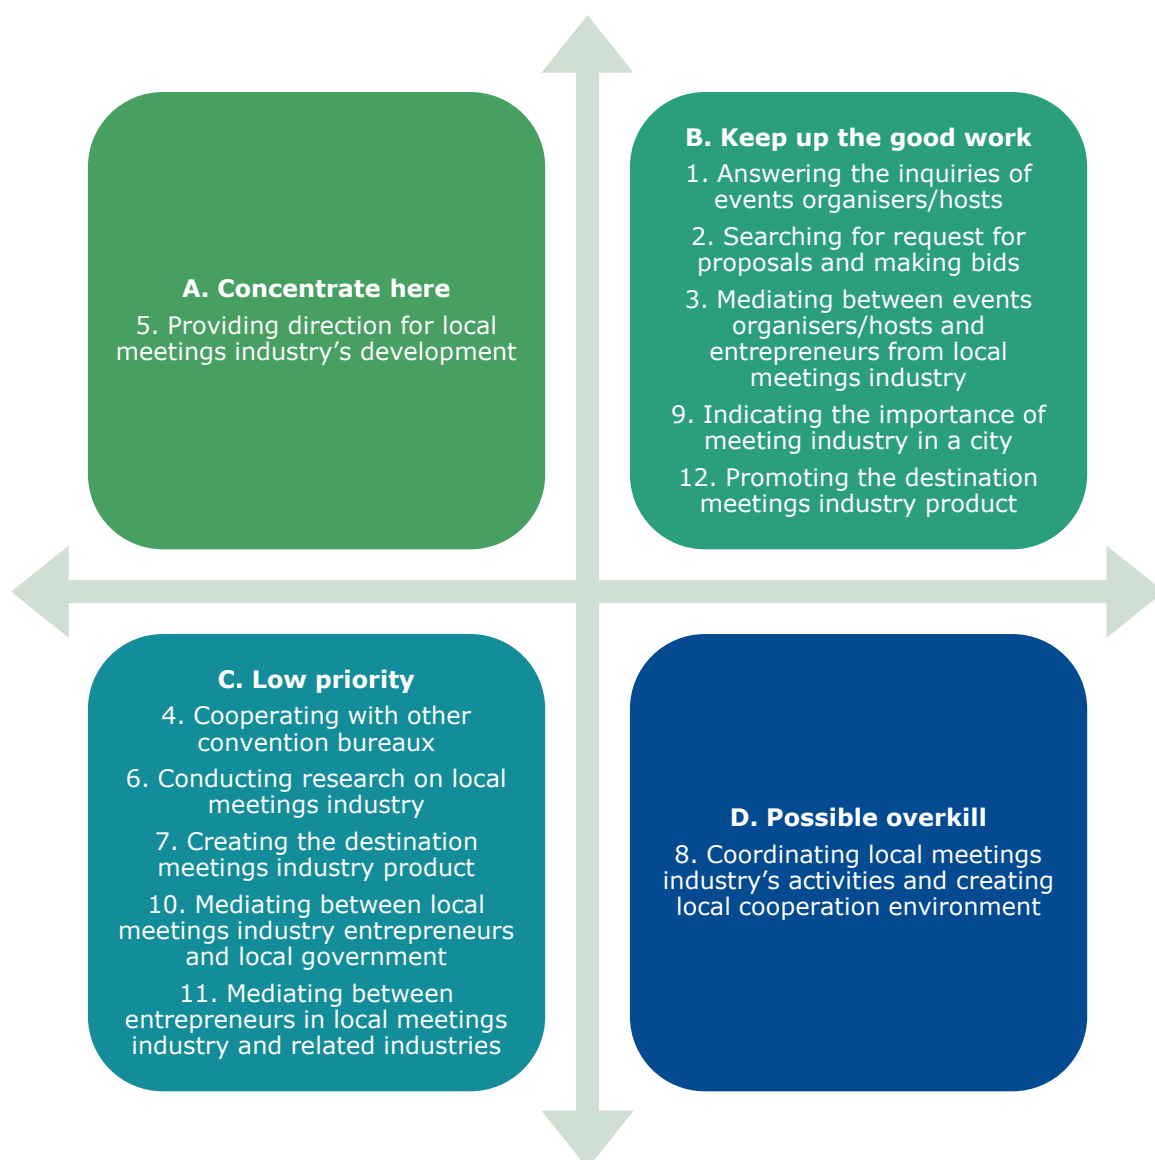 A. Concentrate here
5. Providing direction for local
meetings industry’s development
B. Keep up the good work
1. Answering the inquiries of
events organisers/hosts
2. Searching for request for
proposals and making bids
3. Mediating between events
organisers/hosts and
entrepreneurs from local
meetings industry
9. Indicating the importance of
meeting industry in a city
12. Promoting the destination
meetings industry product
C. Low priority
4. Cooperating with other
convention bureaux
6. Conducting research on local
meetings industry
7. Creating the destination
meetings industry product
10. Mediating between local
meetings industry entrepreneurs
and local government
11. Mediating between
entrepreneurs in local meetings
industry and related industries
D. Possible overkill
8. Coordinating local meetings
industry’s activities and creating
local cooperation environment